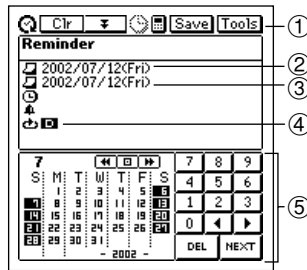 Clr Save Tools ①
Reminder
2002/07/12(Fri) ②
2002/07/12(Fri) ③
D ④
7
S M T W T F S
1 2 3 4 5 6
7 8 9 10 11 12 13
14 15 16 17 18 19 20
21 22 23 24 25 26 27
28 29 30 31
- 2002 -
7 8 9
4 5 6
1 2 3
0
DEL NEXT
⑤